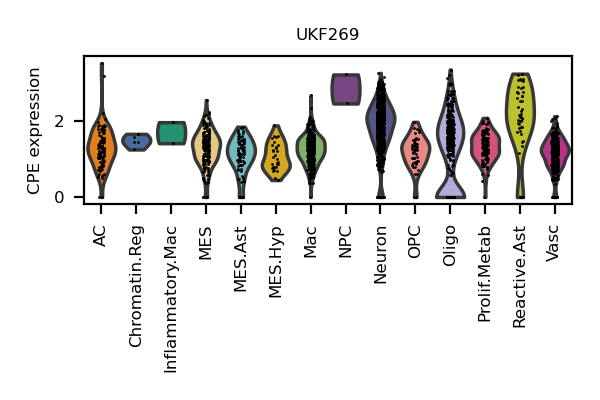 UKF269
CPE expression
2
0
AC
Chromatin.Reg
Inflammatory.Mac
MES
MES.Ast
MES.Hyp
Mac
NPC
Neuron
OPC
Oligo
Prolif.Metab
Reactive.Ast
Vasc